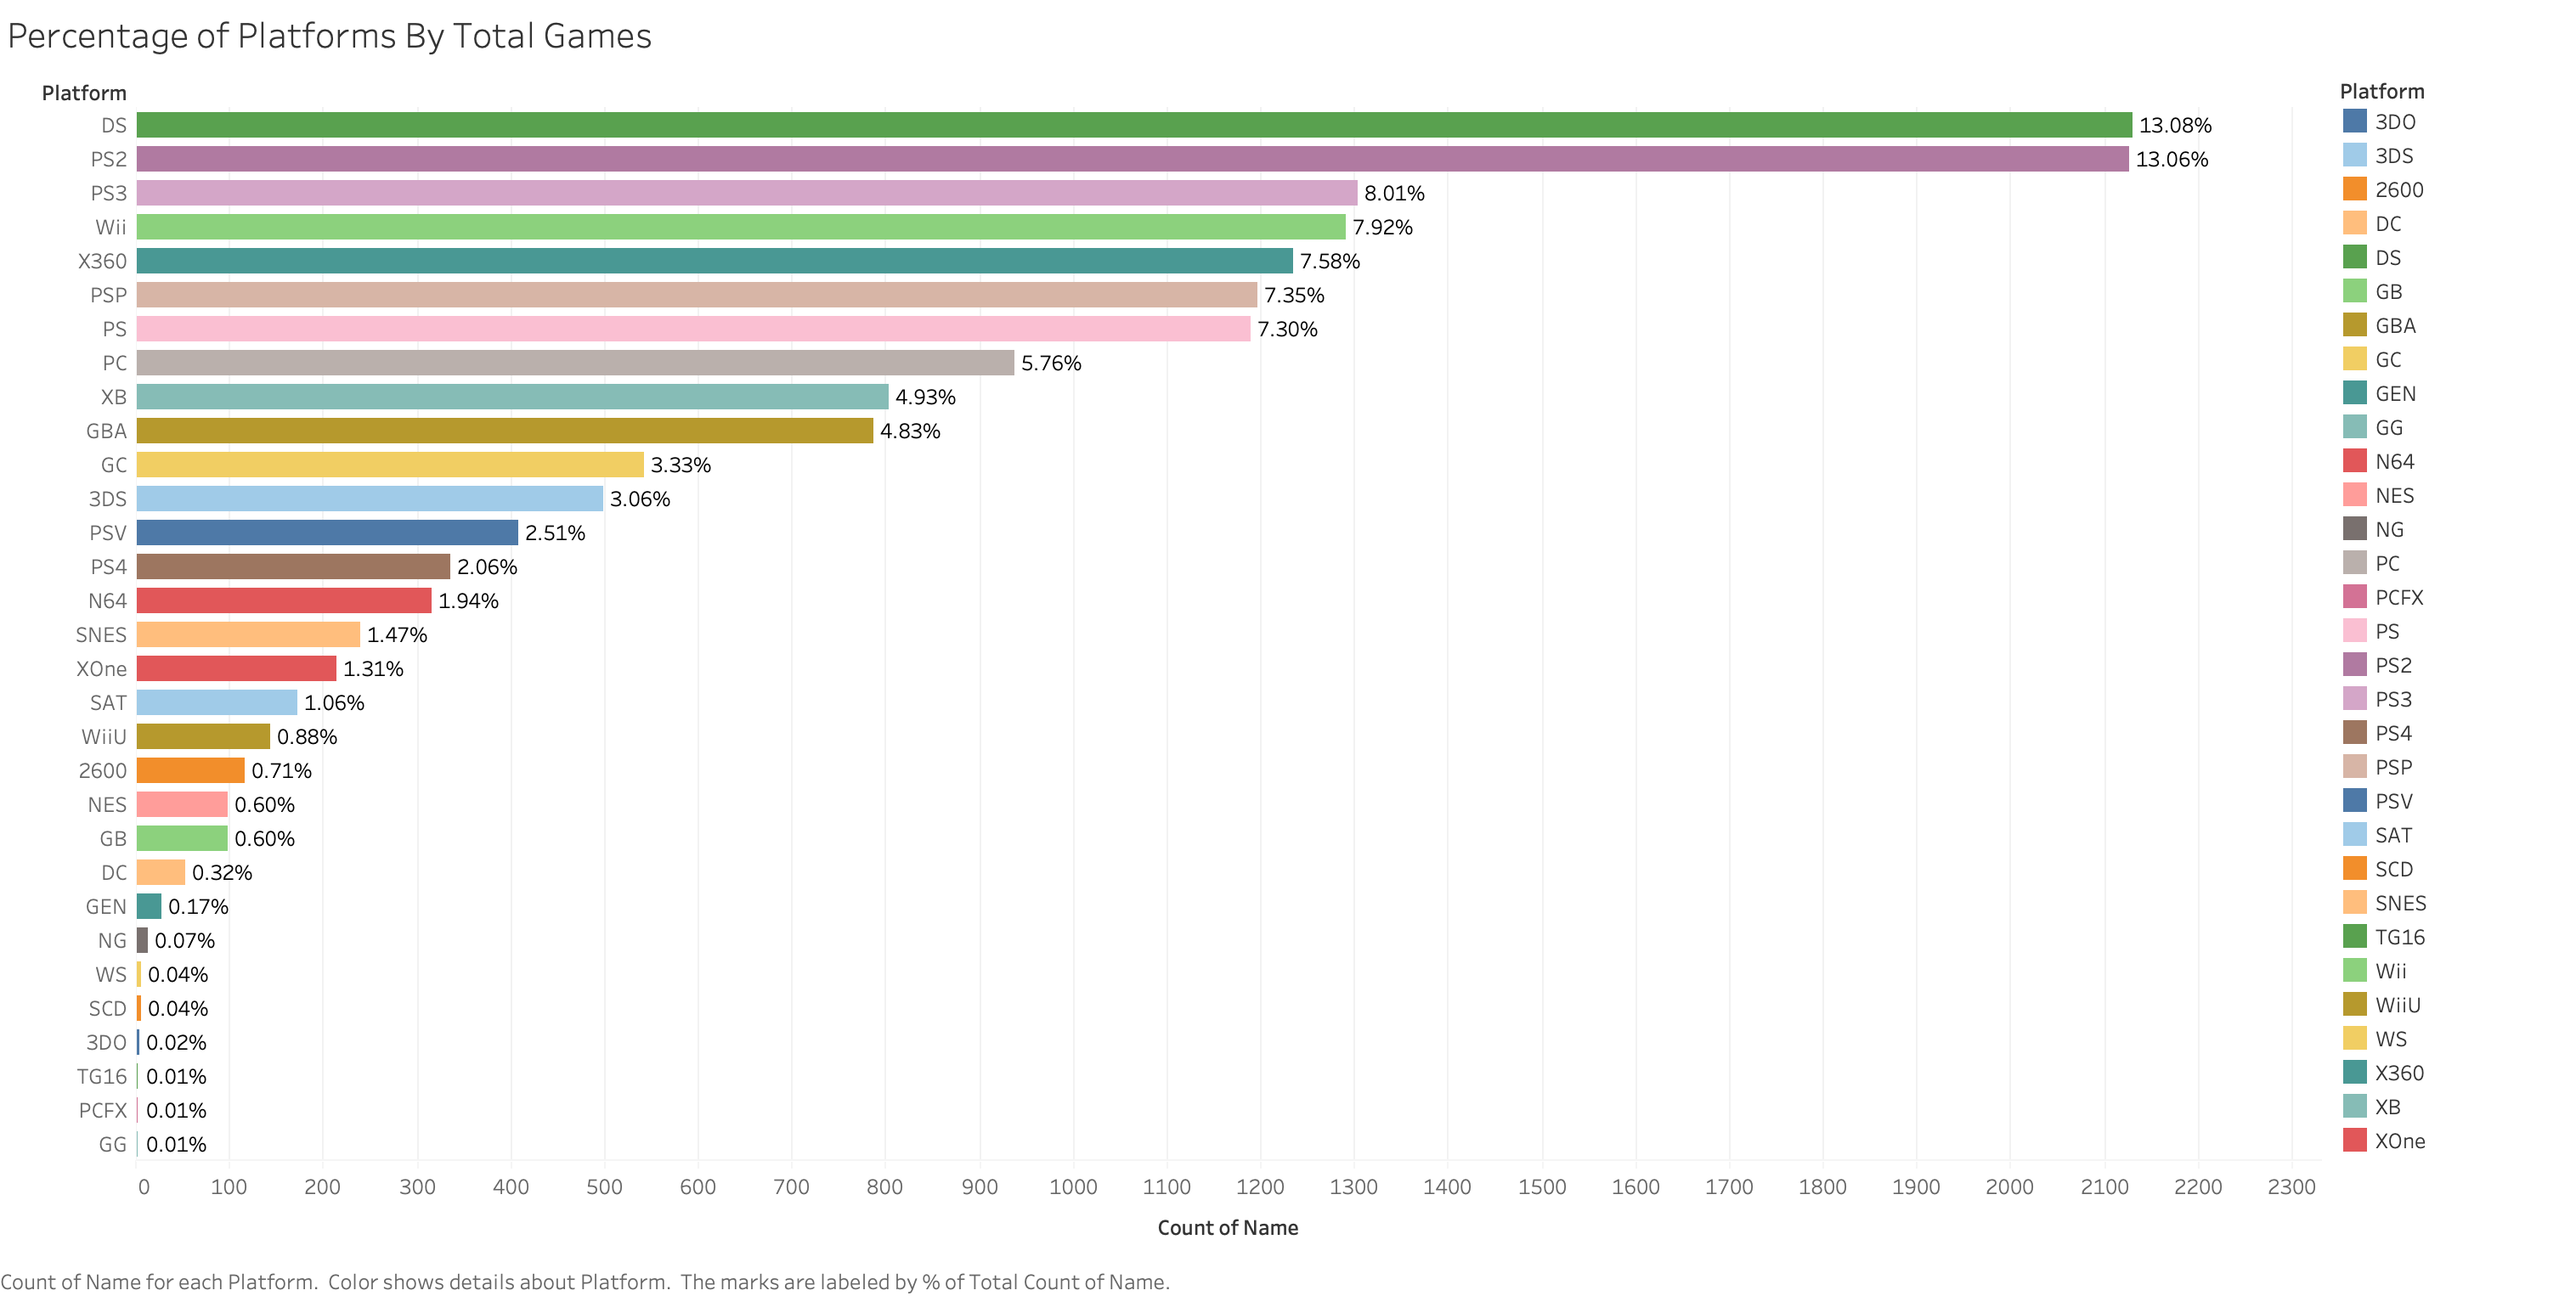 Percentage of Platforms By Total Games
Platform
DS 13.08%
PS2 13.06%
PS3 8.01%
Wii 7.92%
X360 7.58%
PSP 7.35%
PS 7.30%
PC 5.76%
XB 4.93%
GBA 4.83%
GC 3.33%
3DS 3.06%
PSV 2.51%
PS4 2.06%
N64 1.94%
SNES 1.47%
XOne 1.31%
SAT 1.06%
WiiU 0.88%
2600 0.71%
NES 0.60%
GB 0.60%
DC 0.32%
GEN 0.17%
NG 0.07%
WS 0.04%
SCD 0.04%
3DO 0.02%
TG16 0.01%
PCFX 0.01%
GG 0.01%
0 100 200 300 400 500 600 700 800 900 1000 1100 1200 1300 1400 1500 1600 1700 1800 1900 2000 2100 2200 2300
Count of Name
Platform
3DO
3DS
2600
DC
DS
GB
GBA
GC
GEN
GG
N64
NES
NG
PC
PCFX
PS
PS2
PS3
PS4
PSP
PSV
SAT
SCD
SNES
TG16
Wii
WiiU
WS
X360
XB
XOne
Count of Name for each Platform.  Color shows details about Platform.  The marks are labeled by % of Total Count of Name.